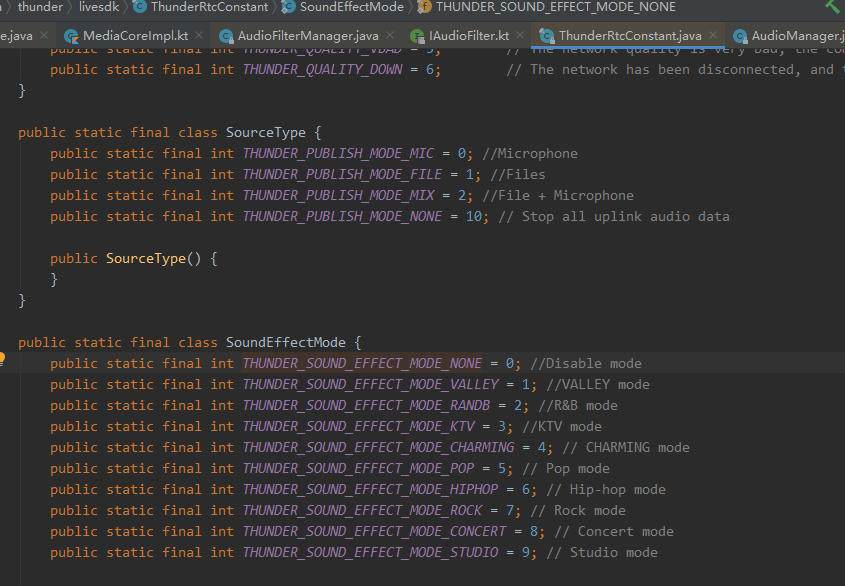 thunder livesdk ThunderRtcConstant SoundEffectMode THUNDER_SOUND_EFFECT_MODE_NONE
e.java MediaCoreImpl.kt AudioFilterManager.java IAudioFilter.kt ThunderRtcConstant.java AudioManager.j
public static final int THUNDER_QUALITY_VBAD = 5; // The network quality is very bad, the co
public static final int THUNDER_QUALITY_DOWN = 6; // The network has been disconnected, and t
}
public static final class SourceType {
public static final int THUNDER_PUBLISH_MODE_MIC = 0; //Microphone
public static final int THUNDER_PUBLISH_MODE_FILE = 1; //Files
public static final int THUNDER_PUBLISH_MODE_MIX = 2; //File + Microphone
public static final int THUNDER_PUBLISH_MODE_NONE = 10; // Stop all uplink audio data
public SourceType() {
}
}
public static final class SoundEffectMode {
public static final int THUNDER_SOUND_EFFECT_MODE_NONE = 0; //Disable mode
public static final int THUNDER_SOUND_EFFECT_MODE_VALLEY = 1; //VALLEY mode
public static final int THUNDER_SOUND_EFFECT_MODE_RANDB = 2; //R&B mode
public static final int THUNDER_SOUND_EFFECT_MODE_KTV = 3; //KTV mode
public static final int THUNDER_SOUND_EFFECT_MODE_CHARMING = 4; // CHARMING mode
public static final int THUNDER_SOUND_EFFECT_MODE_POP = 5; // Pop mode
public static final int THUNDER_SOUND_EFFECT_MODE_HIPHOP = 6; // Hip-hop mode
public static final int THUNDER_SOUND_EFFECT_MODE_ROCK = 7; // Rock mode
public static final int THUNDER_SOUND_EFFECT_MODE_CONCERT = 8; // Concert mode
public static final int THUNDER_SOUND_EFFECT_MODE_STUDIO = 9; // Studio mode